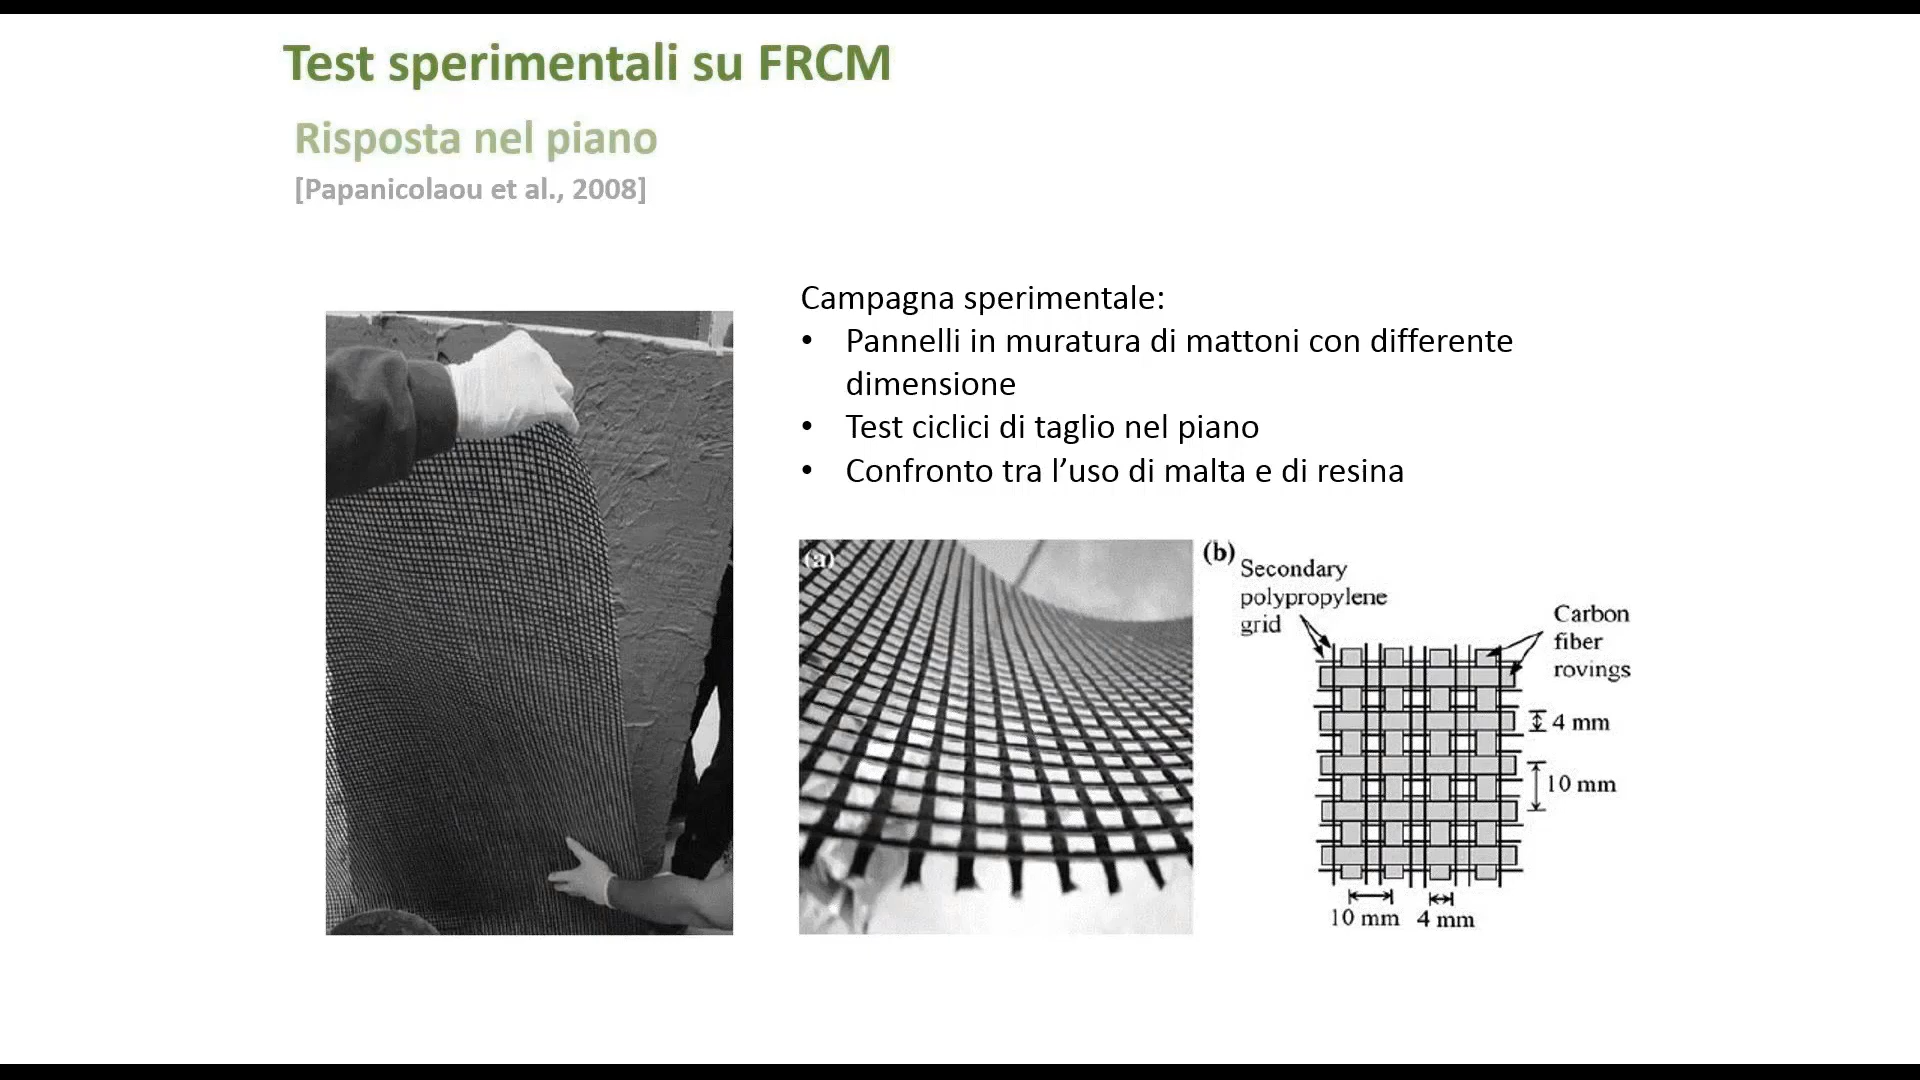 Test sperimentali su FRCM
Risposta nel piano
[Papanicolaou et al., 2008]
Campagna sperimentale:
• Pannelli in muratura di mattoni con differente
dimensione
• Test ciclici di taglio nel piano
• Confronto tra l’uso di malta e di resina
(a)
(b)
Secondary
polypropylene
grid
Carbon
fiber
rovings
4 mm
10 mm
10 mm
4 mm